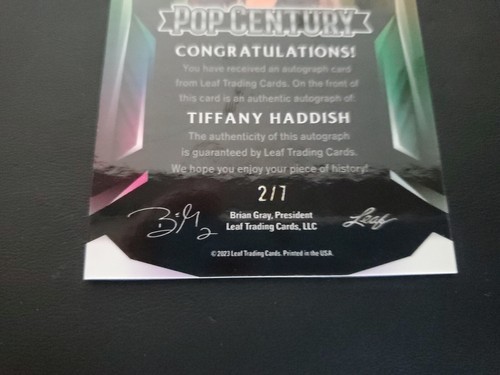 POP CENTURY
CONGRATULATIONS!
You have received an autograph card
from Leaf Trading Cards. On the front of
this card is an authentic autograph of:
TIFFANY HADDISH
The authenticity of this autograph
is guaranteed by Leaf Trading Cards.
We hope you enjoy your piece of history!
2/7
Brian Gray, President
Leaf Trading Cards, LLC
Leaf
© 2023 Leaf Trading Cards. Printed in the USA.